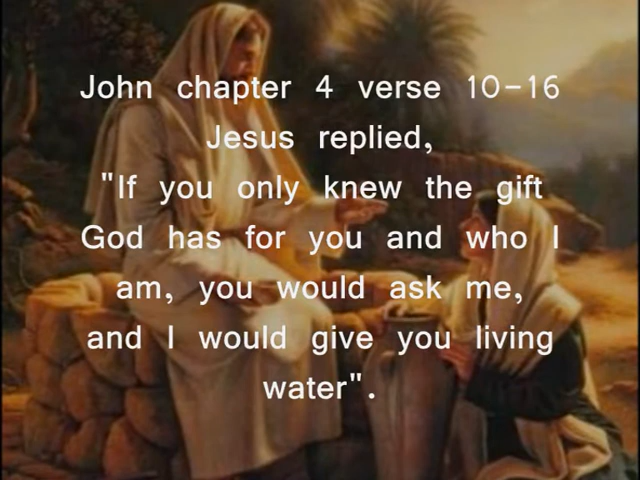 John chapter 4 verse 10-16
Jesus replied,
"If you only knew the gift
God has for you and who I
am, you would ask me,
and I would give you living
water".